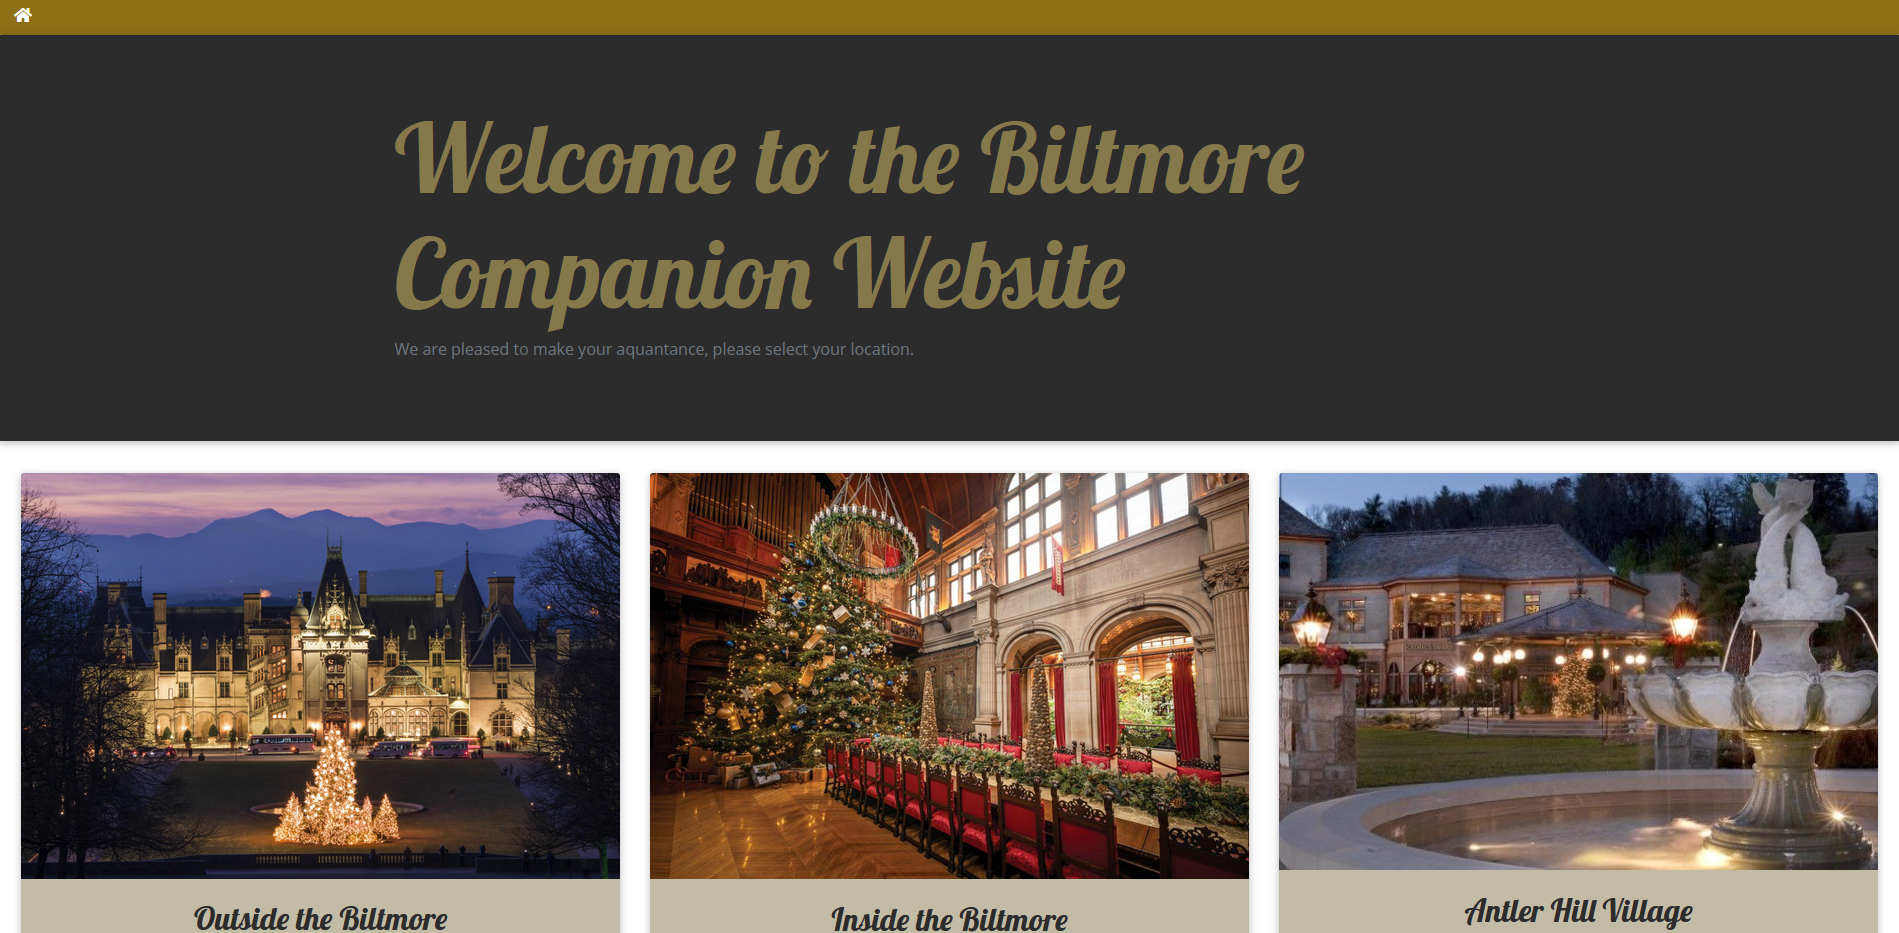 Welcome to the Biltmore
Companion Website
We are pleased to make your aquantance, please select your location.
Outside the Biltmore
Inside the Biltmore
Antler Hill Village